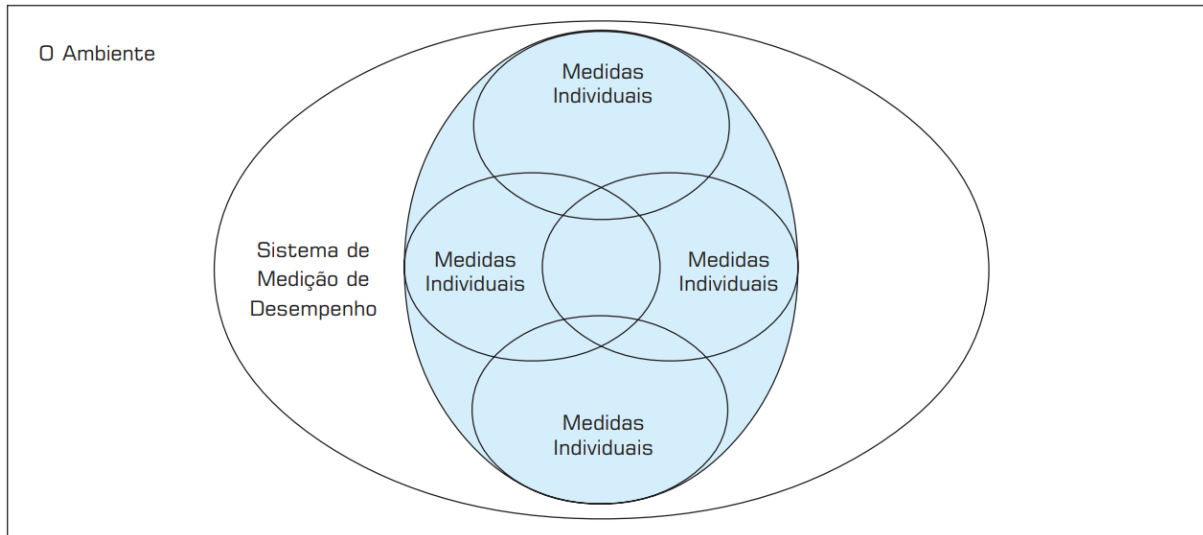 O Ambiente
Medidas
Individuais
Sistema de
Medição de
Desempenho
Medidas
Individuais
Medidas
Individuais
Medidas
Individuais